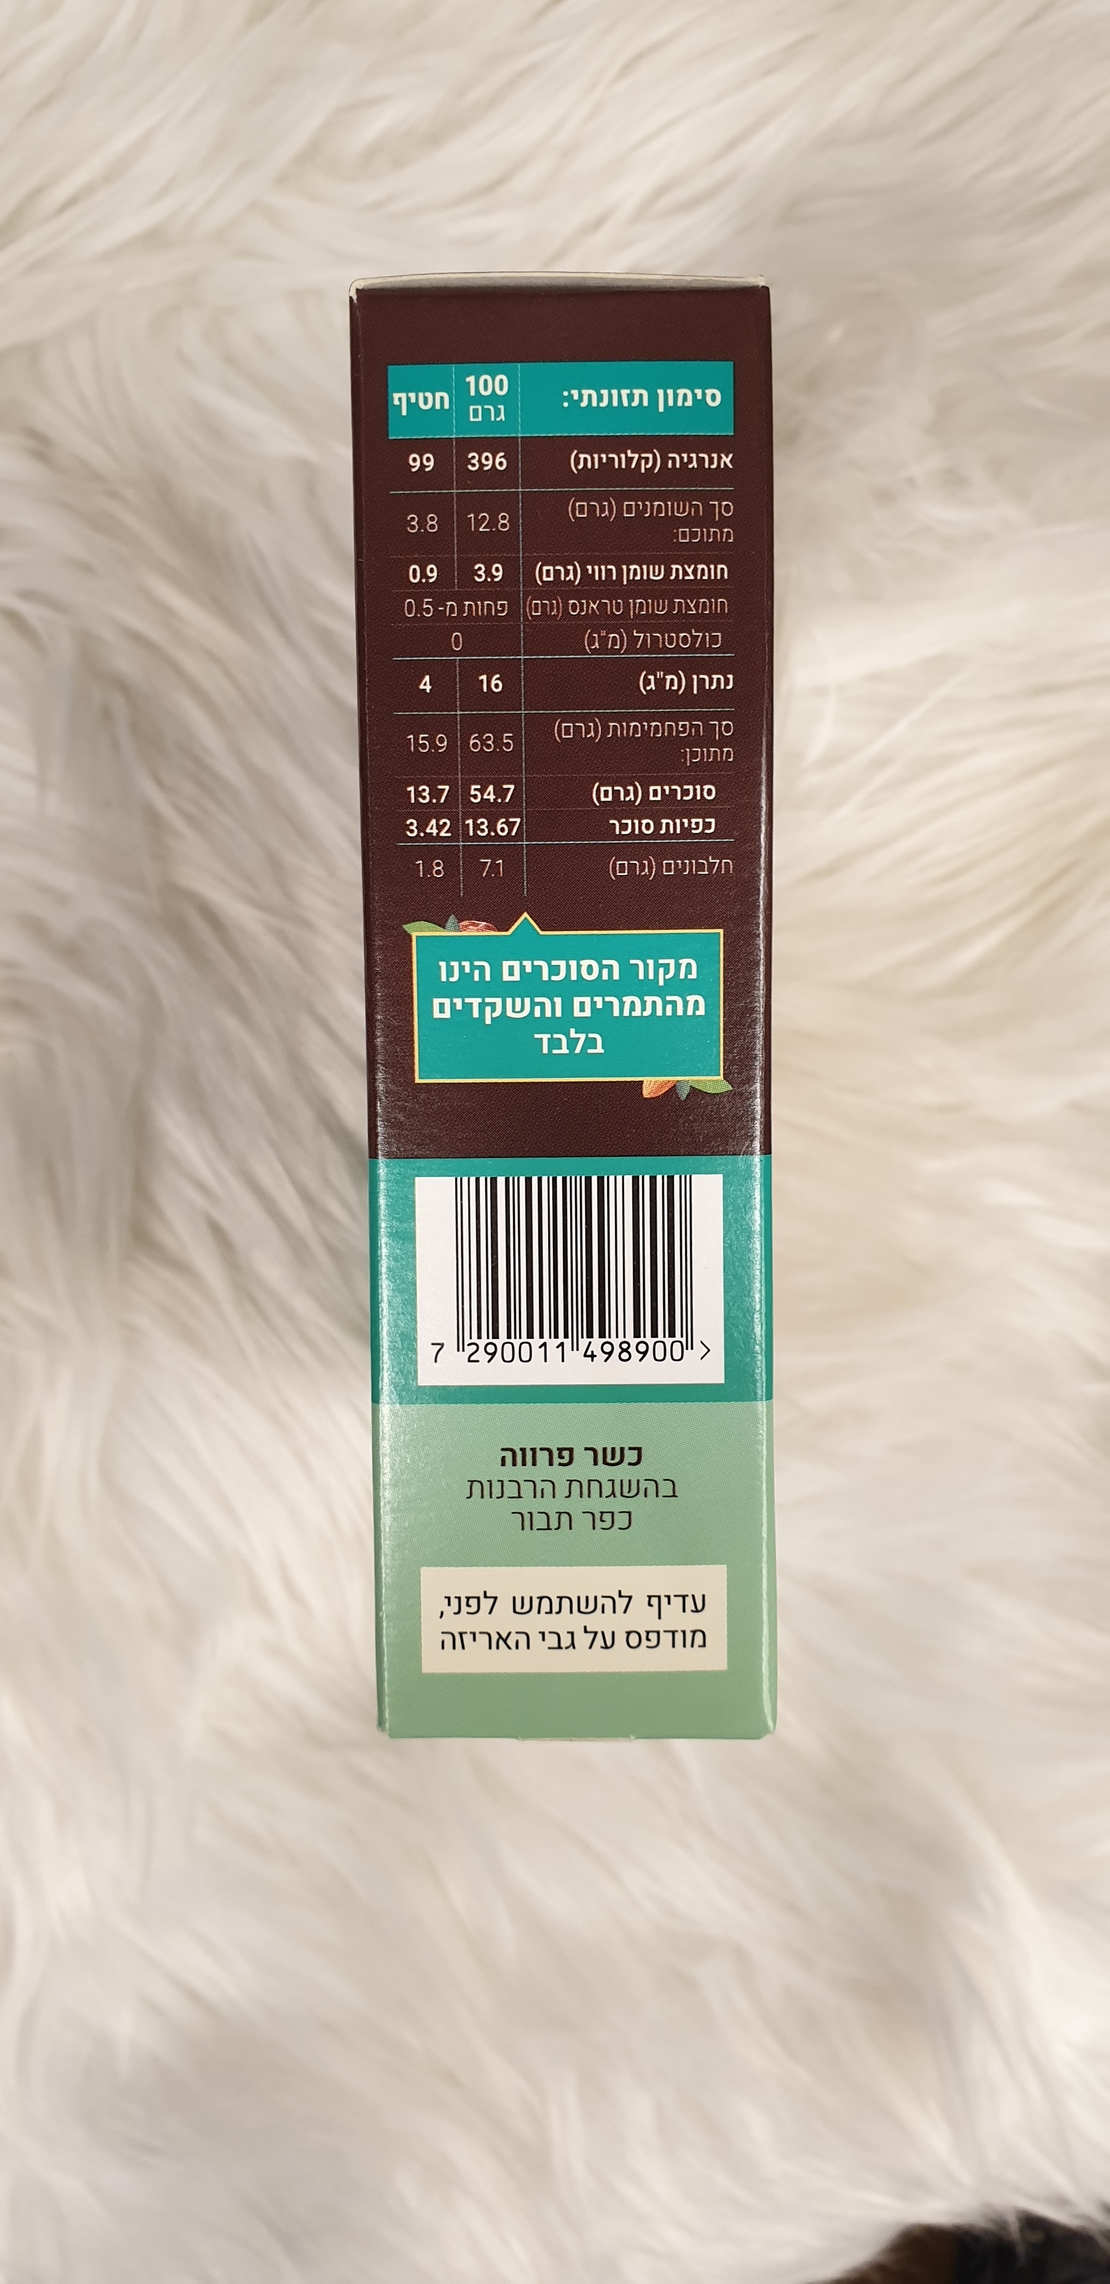 סימון תזונתי: 100 גרם חטיף
אנרגיה (קלוריות) 396 99
סך השומנים (גרם) מתוכם: 12.8 3.8
חומצת שומן רווי (גרם) 3.9 0.9
חומצת שומן טראנס (גרם) פחות מ- 0.5
כולסטרול (מ"ג) 0
נתרן (מ"ג) 16 4
סך הפחמימות (גרם) מתוכן: 63.5 15.9
סוכרים (גרם) 54.7 13.7
כפיות סוכר 13.67 3.42
חלבונים (גרם) 7.1 1.8
מקור הסוכרים הינו
מהתמרים והשקדים
בלבד
7 290011 498900 >
כשר פרווה
בהשגחת הרבנות
כפר תבור
עדיף להשתמש לפני,
מודפס על גבי האריזה